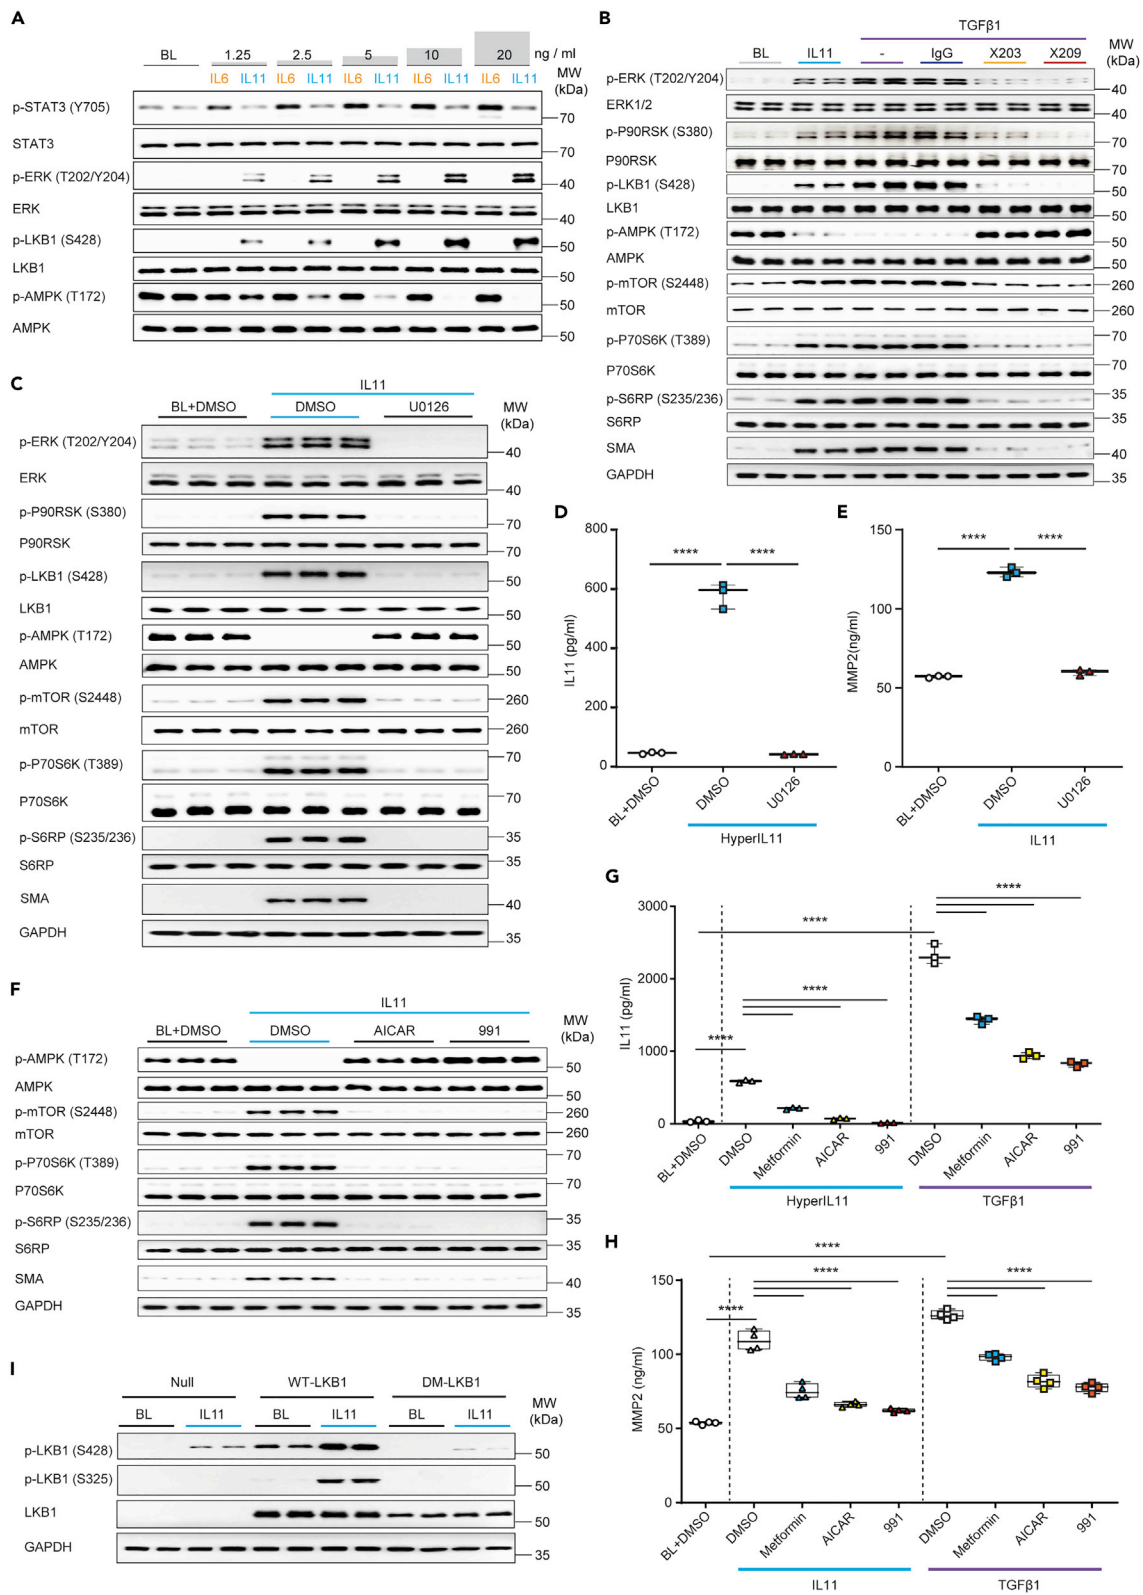 A
BL 1.25 2.5 5 10 20 ng / ml
IL6 IL11 IL6 IL11 IL6 IL11 IL6 IL11 IL6 IL11 MW (kDa)
p-STAT3 (Y705) 70
STAT3 70
p-ERK (T202/Y204) 40
ERK 40
p-LKB1 (S428) 50
LKB1 50
p-AMPK (T172) 50
AMPK 50
B
TGFβ1
BL IL11 - IgG X203 X209 MW (kDa)
p-ERK (T202/Y204) 40
ERK1/2 40
p-P90RSK (S380) 70
P90RSK 70
p-LKB1 (S428) 50
LKB1 50
p-AMPK (T172) 50
AMPK 50
p-mTOR (S2448) 260
mTOR 260
p-P70S6K (T389) 70
P70S6K 70
p-S6RP (S235/236) 35
S6RP 35
SMA 40
GAPDH 35
C
IL11
BL+DMSO DMSO U0126 MW (kDa)
p-ERK (T202/Y204) 40
ERK 40
p-P90RSK (S380) 70
P90RSK 70
p-LKB1 (S428) 50
LKB1 50
p-AMPK (T172) 50
AMPK 50
p-mTOR (S2448) 260
mTOR 260
p-P70S6K (T389) 70
P70S6K 70
p-S6RP (S235/236) 35
S6RP 35
SMA 40
GAPDH 35
D
IL11 (pg/ml)
800
600
400
200
0
**** ****
BL+DMSO DMSO U0126
HyperIL11
E
MMP2(ng/ml)
150
100
50
0
**** ****
BL+DMSO DMSO U0126
IL11
F
IL11
BL+DMSO DMSO AICAR 991 MW (kDa)
p-AMPK (T172) 50
AMPK 50
p-mTOR (S2448) 260
mTOR 260
p-P70S6K (T389) 70
P70S6K 70
p-S6RP (S235/236) 35
S6RP 35
SMA 40
GAPDH 35
G
IL11 (pg/ml)
3000
2000
1000
0
**** **** **** ****
BL+DMSO DMSO Metformin AICAR 991 DMSO Metformin AICAR 991
HyperIL11 TGFβ1
H
MMP2 (ng/ml)
150
100
50
0
**** **** **** ****
BL+DMSO DMSO Metformin AICAR 991 DMSO Metformin AICAR 991
IL11 TGFβ1
I
Null WT-LKB1 DM-LKB1 MW (kDa)
BL IL11 BL IL11 BL IL11
p-LKB1 (S428) 50
p-LKB1 (S325) 50
LKB1 50
GAPDH 35